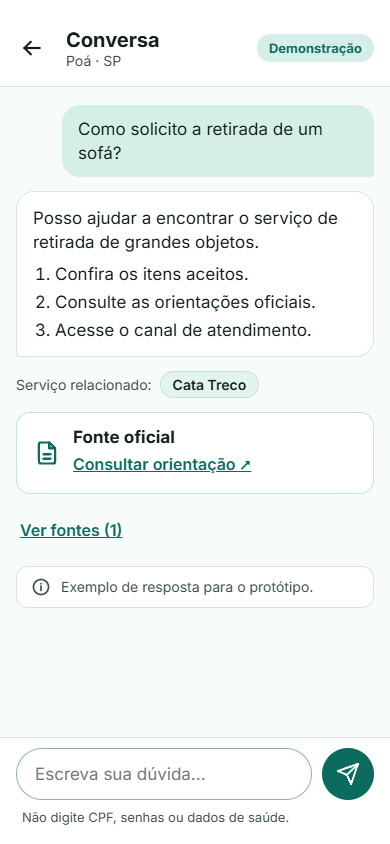 Conversa
Poá · SP
Demonstração
Como solicito a retirada de um
sofá?
Posso ajudar a encontrar o serviço de
retirada de grandes objetos.
1. Confira os itens aceitos.
2. Consulte as orientações oficiais.
3. Acesse o canal de atendimento.
Serviço relacionado: Cata Treco
Fonte oficial
Consultar orientação ↗
Ver fontes (1)
Exemplo de resposta para o protótipo.
Escreva sua dúvida...
Não digite CPF, senhas ou dados de saúde.